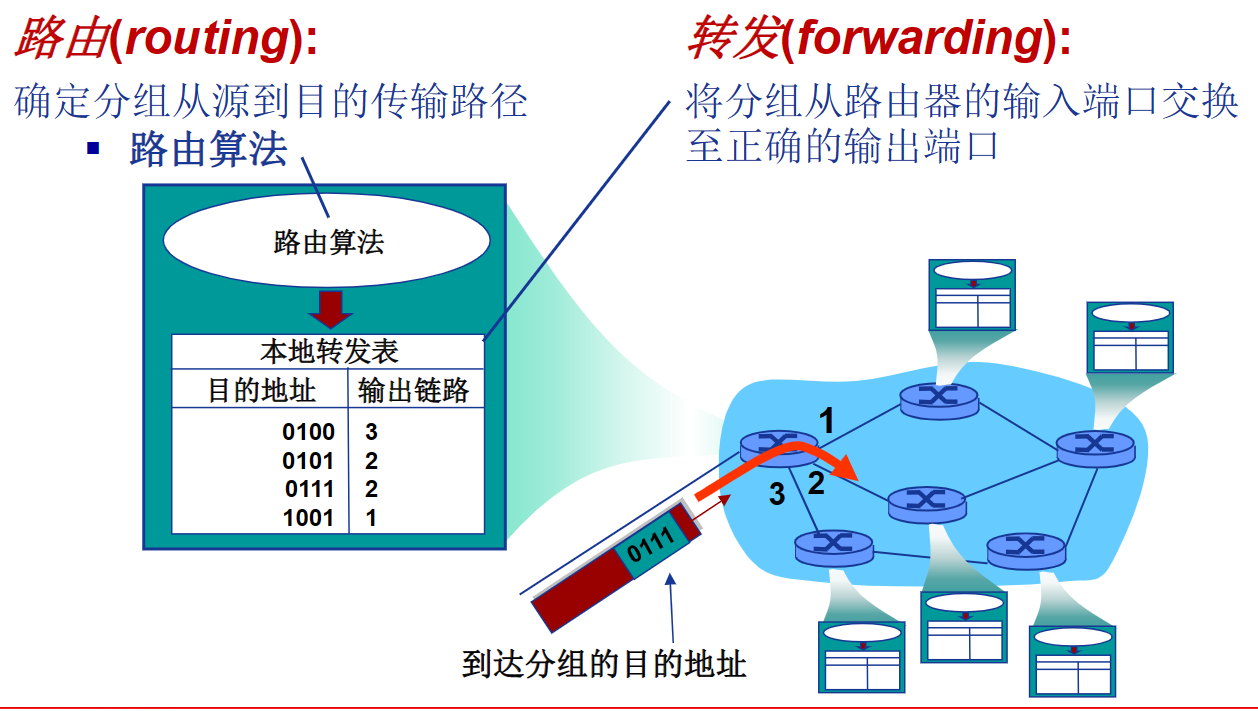 路由(routing):
确定分组从源到目的传输路径
▪ 路由算法
转发(forwarding):
将分组从路由器的输入端口交换
至正确的输出端口
路由算法
本地转发表
目的地址 输出链路
0100 3
0101 2
0111 2
1001 1
1
2
3
0111
到达分组的目的地址